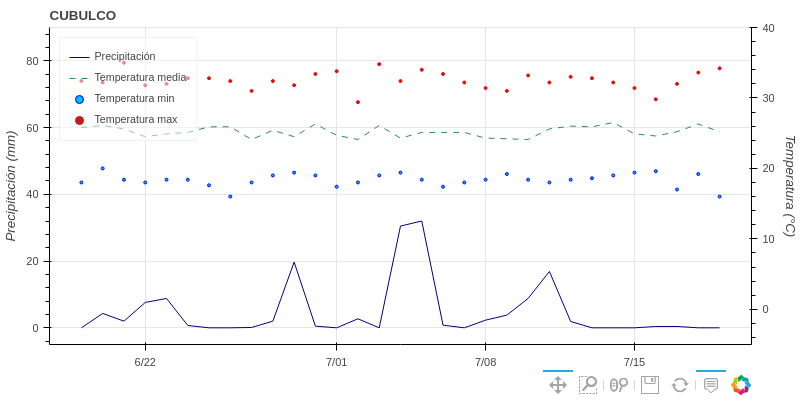 CUBULCO
Precipitación
Temperatura media
Temperatura min
Temperatura max
Precipitación (mm)
80
60
40
20
0
Temperatura (°C)
40
30
20
10
0
6/22
7/01
7/08
7/15